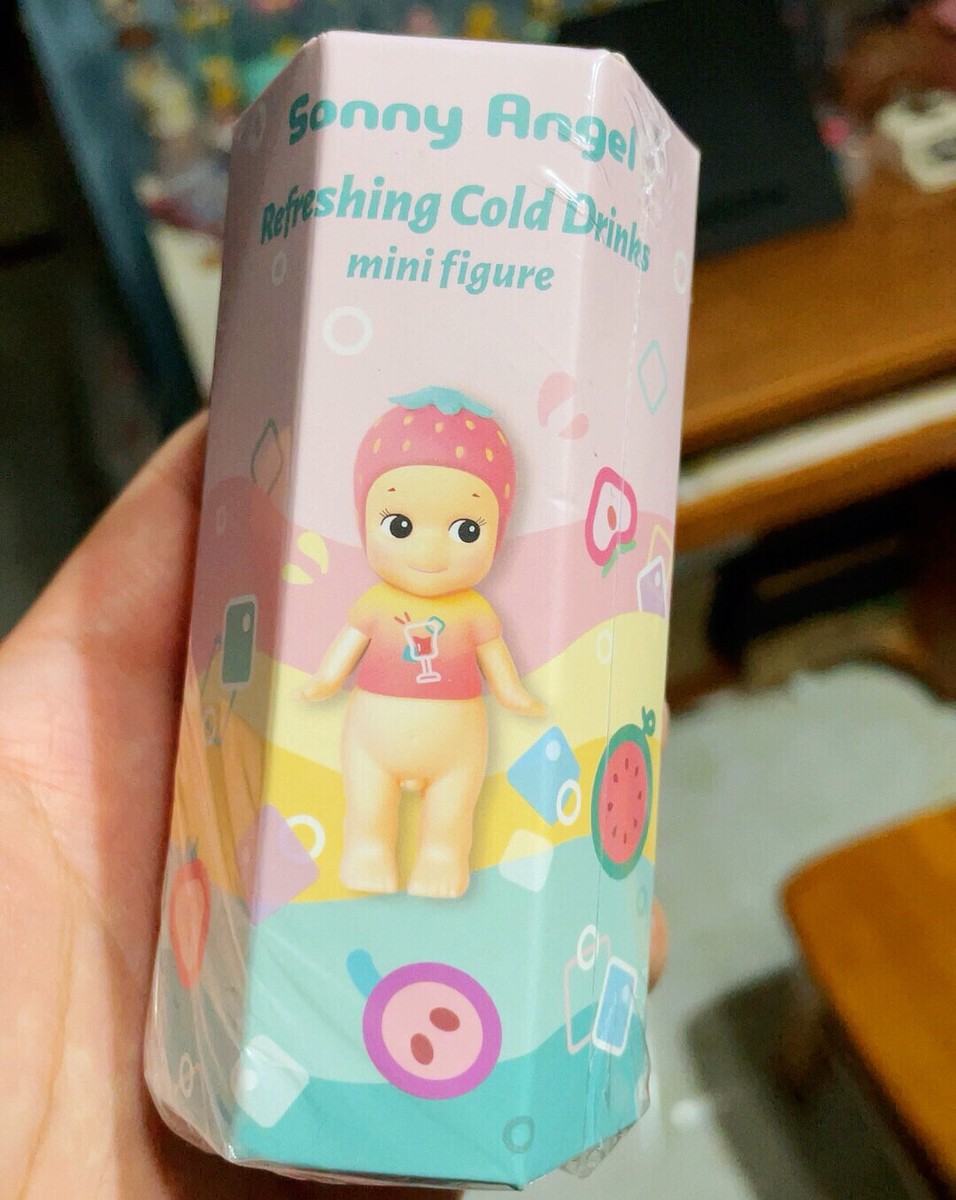 Sonny Angel
Refreshing Cold Drinks
mini figure